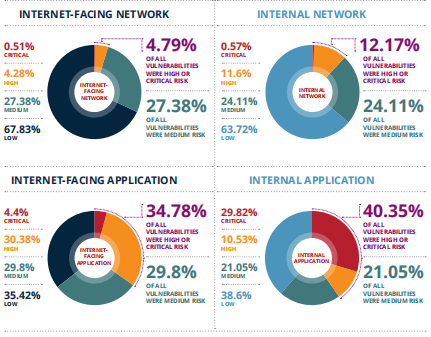 INTERNET-FACING NETWORK
0.51%
CRITICAL
4.28%
HIGH
27.38%
MEDIUM
67.83%
LOW
INTERNET-
FACING
NETWORK
4.79%
OF ALL
VULNERABILITIES
WERE HIGH OR
CRITICAL RISK
27.38%
OF ALL
VULNERABILITIES
WERE MEDIUM RISK
INTERNAL NETWORK
0.57%
CRITICAL
11.6%
HIGH
24.11%
MEDIUM
63.72%
LOW
INTERNAL
NETWORK
12.17%
OF ALL
VULNERABILITIES
WERE HIGH OR
CRITICAL RISK
24.11%
OF ALL
VULNERABILITIES
WERE MEDIUM RISK
INTERNET-FACING APPLICATION
4.4%
CRITICAL
30.38%
HIGH
29.8%
MEDIUM
35.42%
LOW
INTERNET-
FACING
APPLICATION
34.78%
OF ALL
VULNERABILITIES
WERE HIGH OR
CRITICAL RISK
29.8%
OF ALL
VULNERABILITIES
WERE MEDIUM RISK
INTERNAL APPLICATION
29.82%
CRITICAL
10.53%
HIGH
21.05%
MEDIUM
38.6%
LOW
INTERNAL
APPLICATION
40.35%
OF ALL
VULNERABILITIES
WERE HIGH OR
CRITICAL RISK
21.05%
OF ALL
VULNERABILITIES
WERE MEDIUM RISK